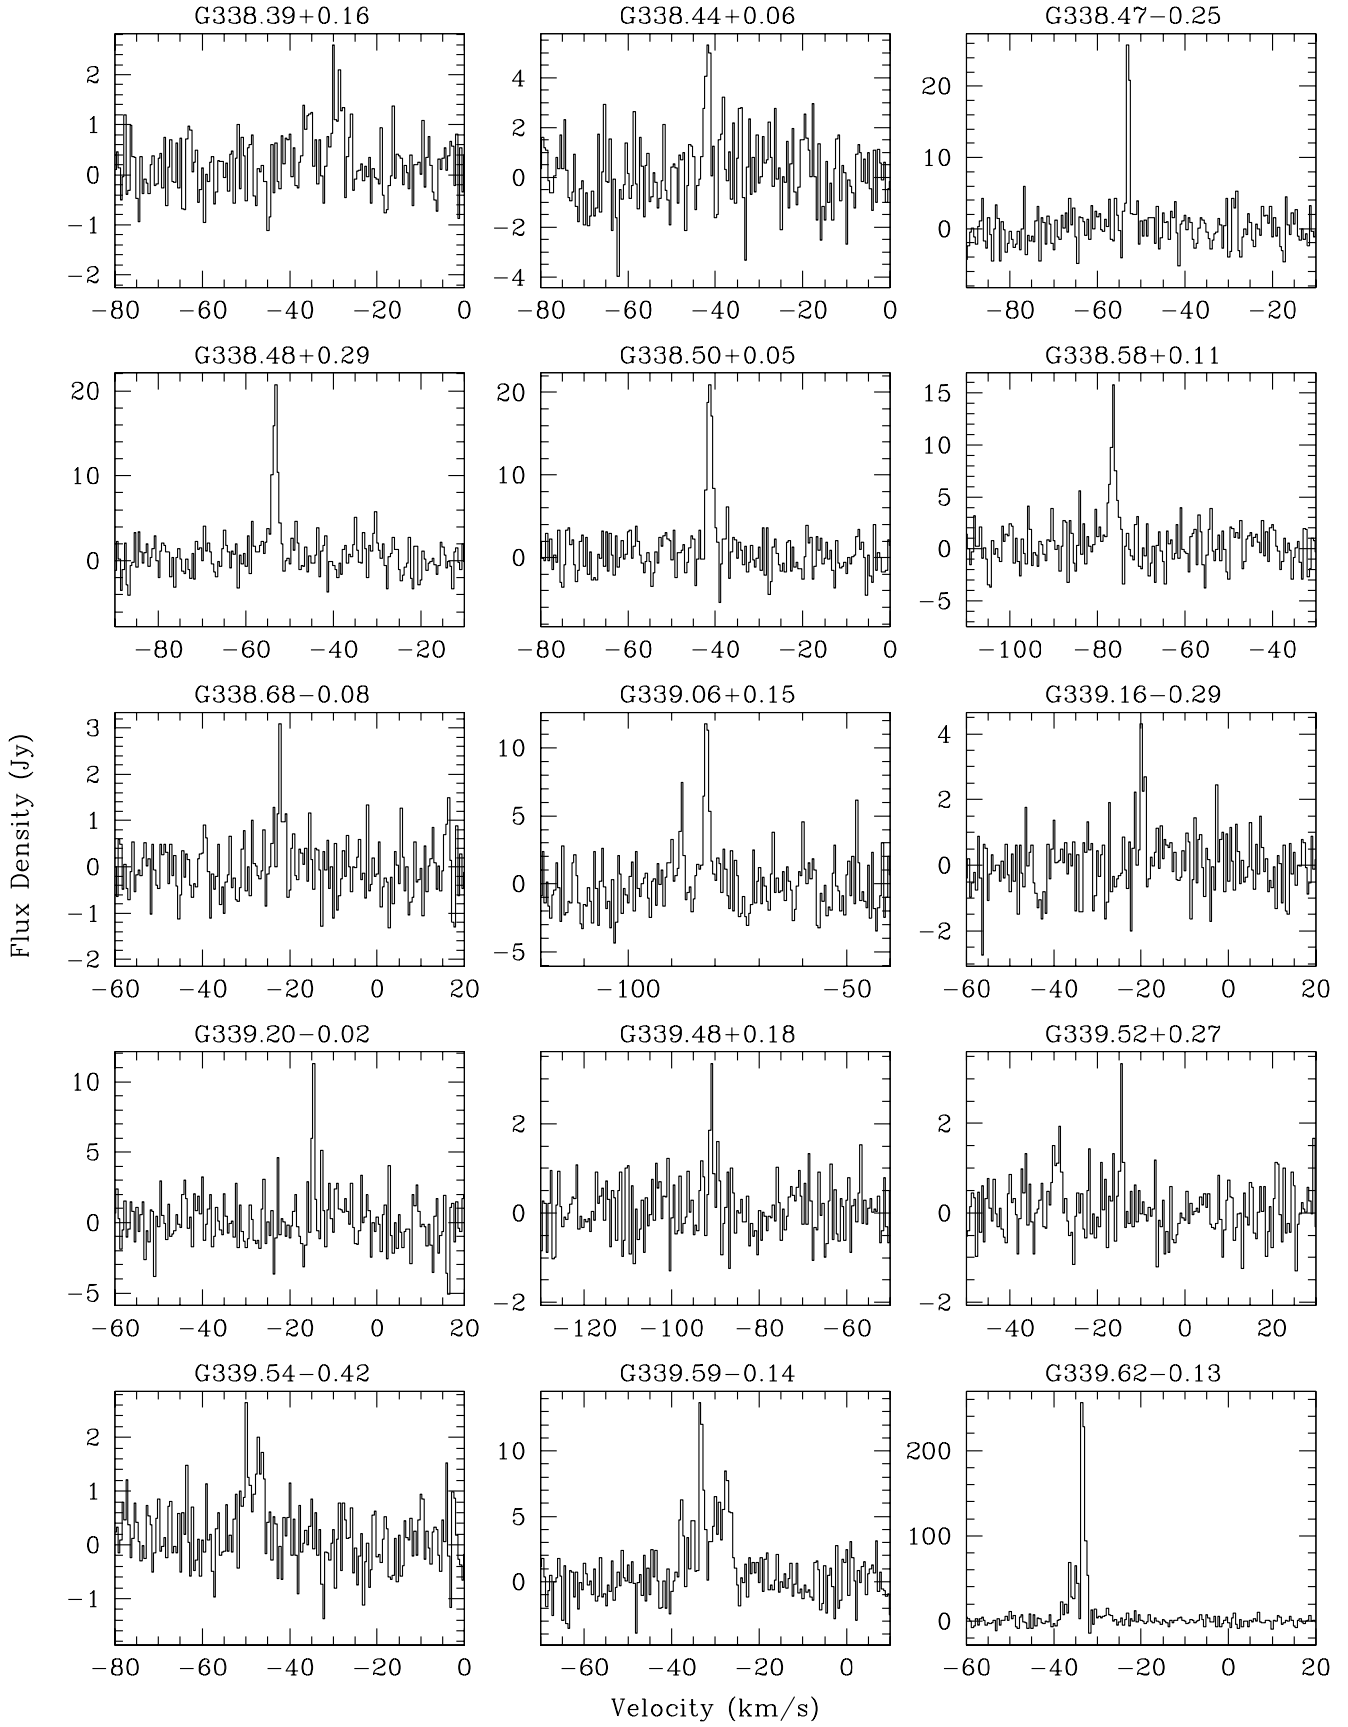 G338.39+0.16 G338.44+0.06 G338.47−0.25
2 1 0 −1 −2
4 2 0 −2 −4
20 10 0
−80 −60 −40 −20 0 −80 −60 −40 −20 0 −80 −60 −40 −20
G338.48+0.29 G338.50+0.05 G338.58+0.11
20 10 0
20 10 0
15 10 5 0 −5
−80 −60 −40 −20 −80 −60 −40 −20 0 −100 −80 −60 −40
G338.68−0.08 G339.06+0.15 G339.16−0.29
3 2 1 0 −1 −2
10 5 0 −5
4 2 0 −2
−60 −40 −20 0 20 −100 −50 −60 −40 −20 0 20
Flux Density (Jy)
G339.20−0.02 G339.48+0.18 G339.52+0.27
10 5 0 −5
2 0 −2
2 0 −2
−60 −40 −20 0 20 −120 −100 −80 −60 −40 −20 0 20
G339.54−0.42 G339.59−0.14 G339.62−0.13
2 1 0 −1
10 5 0
200 100 0
−80 −60 −40 −20 0 −60 −40 −20 0 −60 −40 −20 0 20
Velocity (km/s)